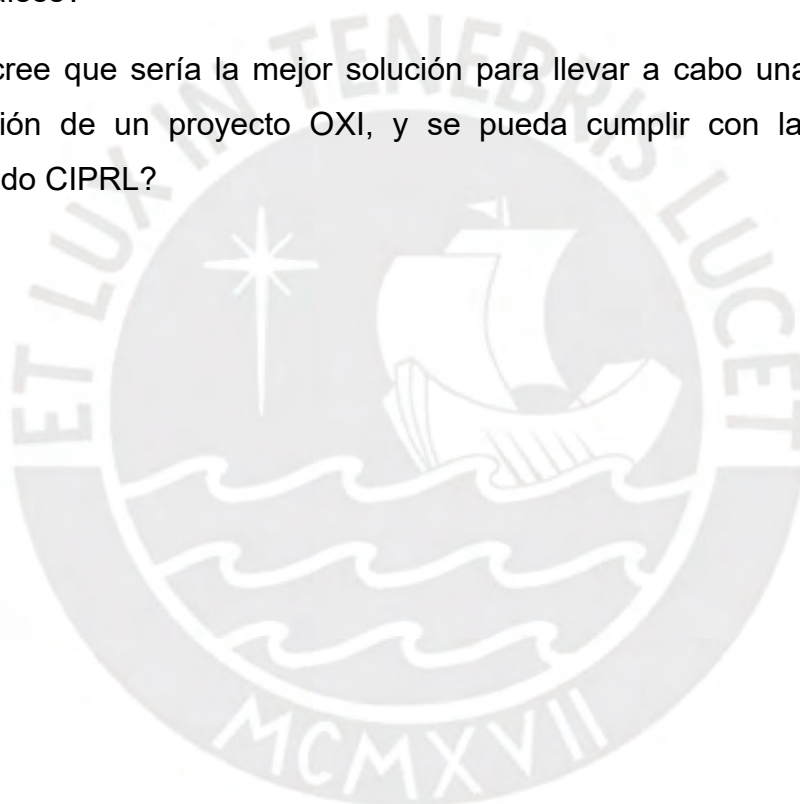 cree que sería la mejor solución para llevar a cabo una
ión de un proyecto OXI, y se pueda cumplir con la
do CIPRL?
ET LUX IN TENEBRIS LUCET
MCMXVII